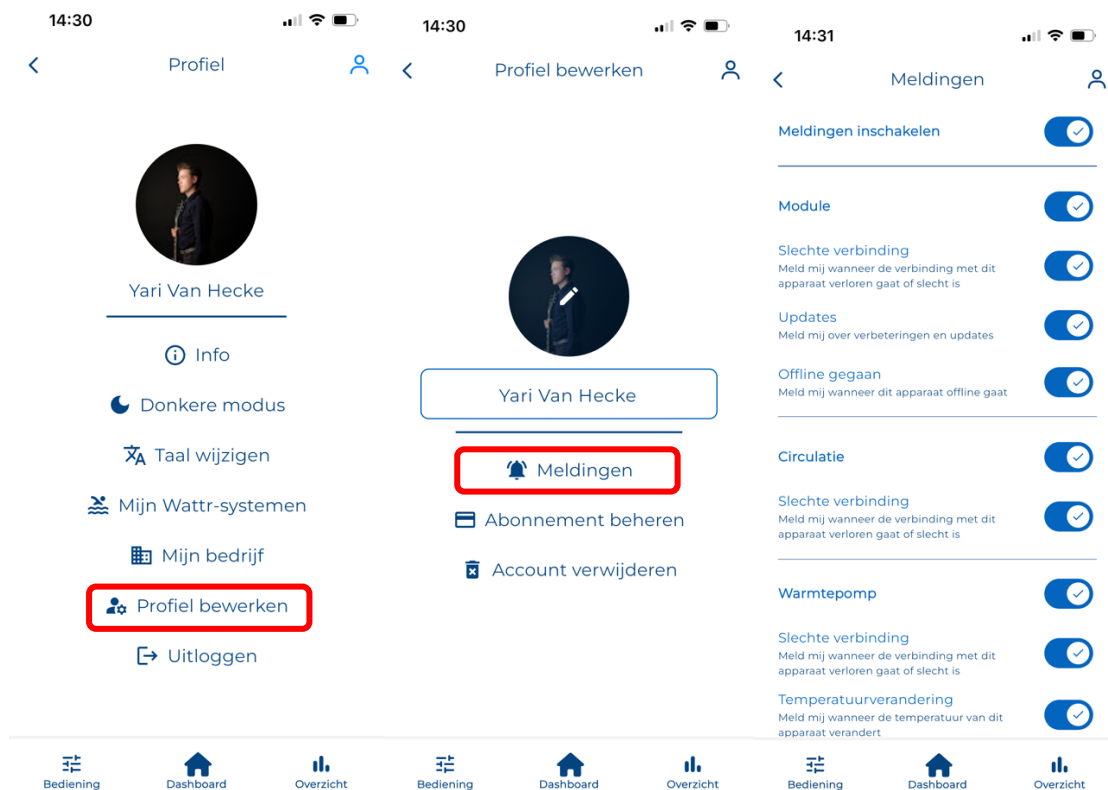 14:30
Profiel
Yari Van Hecke
Info
Donkere modus
Taal wijzigen
Mijn Wattr-systemen
Mijn bedrijf
Profiel bewerken
Uitloggen
Bediening
Dashboard
Overzicht
14:30
Profiel bewerken
Yari Van Hecke
Meldingen
Abonnement beheren
Account verwijderen
Bediening
Dashboard
Overzicht
14:31
Meldingen
Meldingen inschakelen
Module
Slechte verbinding
Meld mij wanneer de verbinding met dit
apparaat verloren gaat of slecht is
Updates
Meld mij over verbeteringen en updates
Offline gegaan
Meld mij wanneer dit apparaat offline gaat
Circulatie
Slechte verbinding
Meld mij wanneer de verbinding met dit
apparaat verloren gaat of slecht is
Warmtepomp
Slechte verbinding
Meld mij wanneer de verbinding met dit
apparaat verloren gaat of slecht is
Temperatuurverandering
Meld mij wanneer de temperatuur van dit
apparaat verandert
Bediening
Dashboard
Overzicht